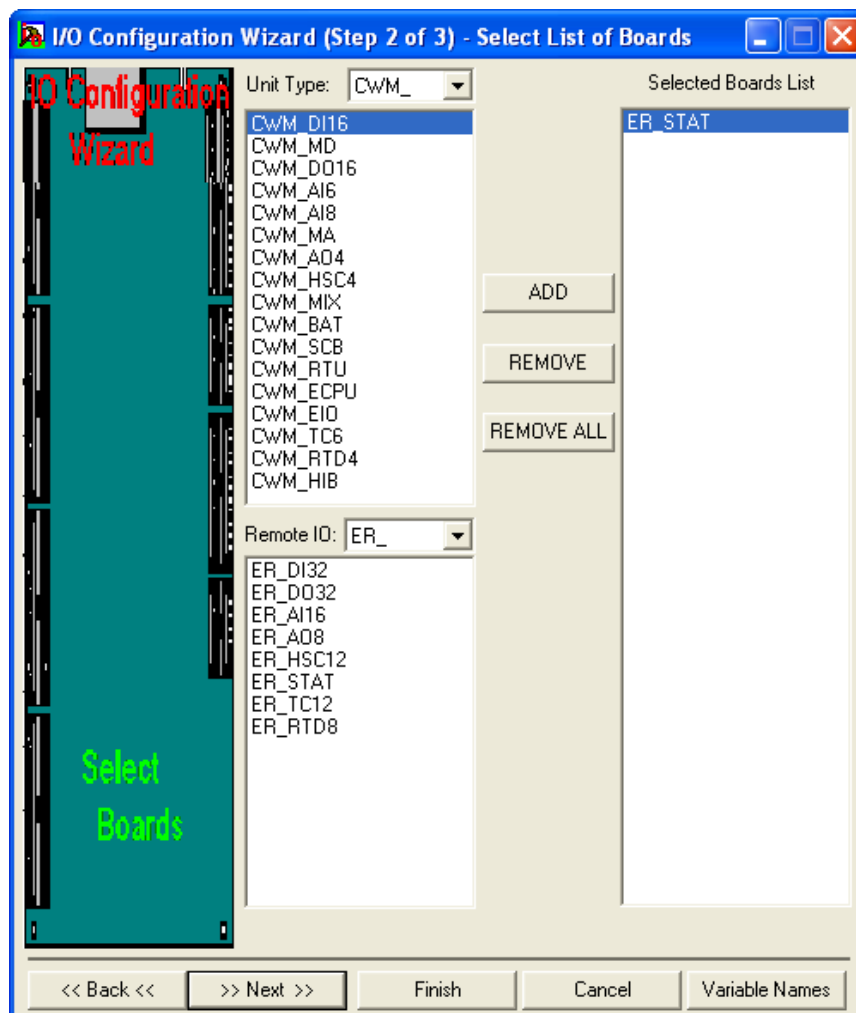 I/O Configuration Wizard (Step 2 of 3) - Select List of Boards
IO Configuration
Wizard
Select
Boards
Unit Type: CWM_
CWM_DI16
CWM_MD
CWM_DO16
CWM_AI6
CWM_AI8
CWM_MA
CWM_AO4
CWM_HSC4
CWM_MIX
CWM_BAT
CWM_SCB
CWM_RTU
CWM_ECPU
CWM_EIO
CWM_TC6
CWM_RTD4
CWM_HIB
Remote IO: ER_
ER_DI32
ER_DO32
ER_AI16
ER_AO8
ER_HSC12
ER_STAT
ER_TC12
ER_RTD8
ADD
REMOVE
REMOVE ALL
Selected Boards List
ER_STAT
<< Back <<
>> Next >>
Finish
Cancel
Variable Names